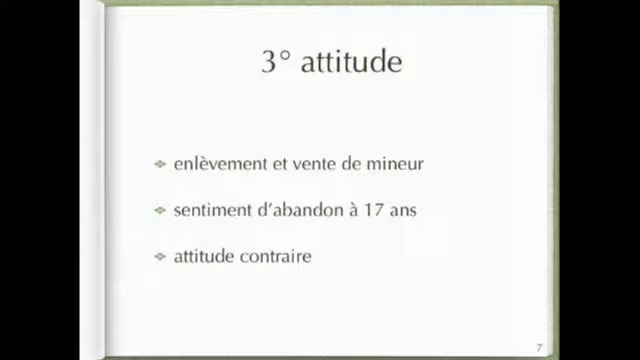 3° attitude
enlèvement et vente de mineur
sentiment d'abandon à 17 ans
attitude contraire
7